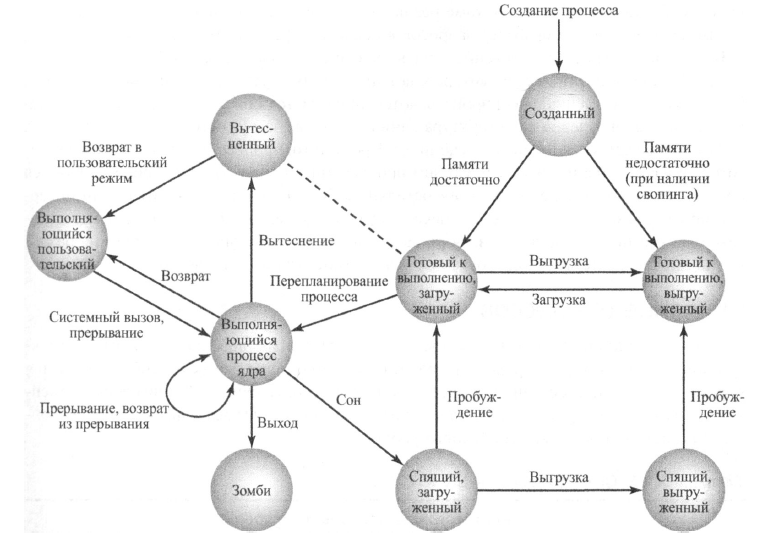 Создание процесса
Созданный
Вытес-
ненный
Возврат в
пользовательский
режим
Памяти
достаточно
Памяти
недостаточно
(при наличии
свопинга)
Выполня-
ющийся
пользова-
тельский
Вытеснение
Возврат
Перепланирование
процесса
Готовый к
выполнению,
загру-
женный
Выгрузка
Загрузка
Готовый к
выполнению,
выгру-
женный
Системный вызов,
прерывание
Выполня-
ющийся
процесс
ядра
Прерывание, возврат
из прерывания
Выход
Сон
Пробуж-
дение
Пробуж-
дение
Зомби
Спящий,
загру-
женный
Выгрузка
Спящий,
выгру-
женный